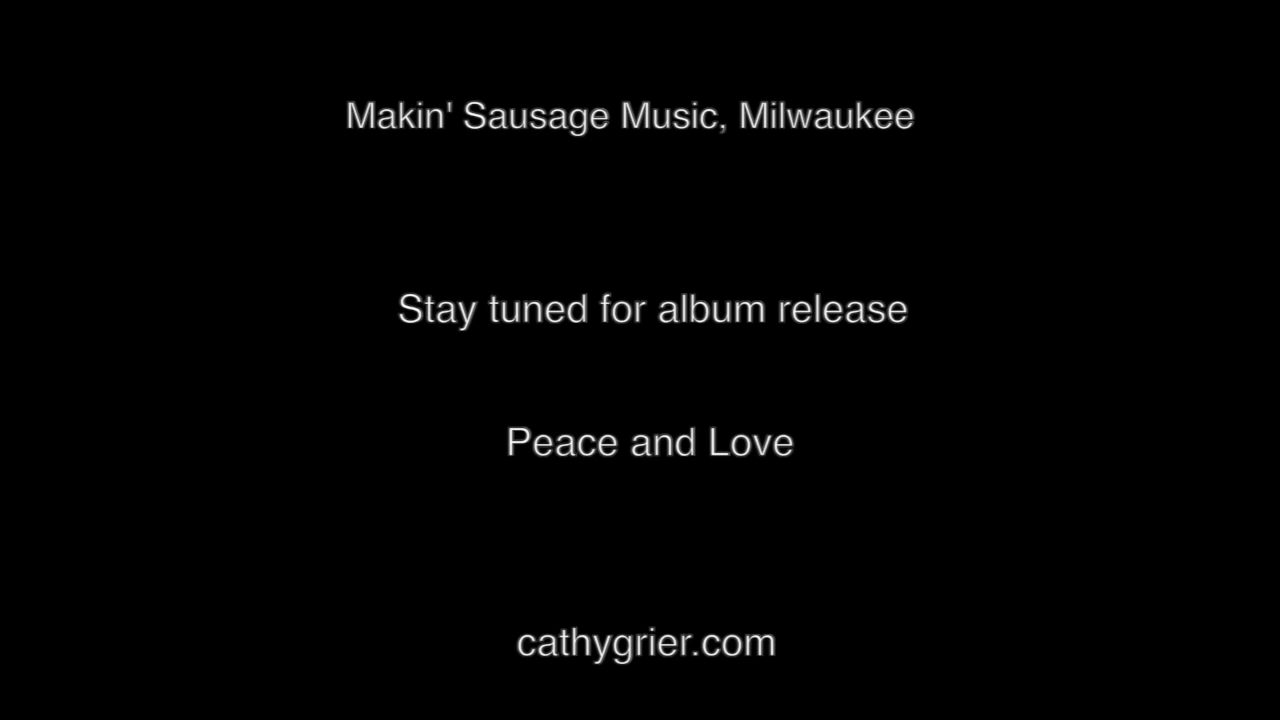 Makin' Sausage Music, Milwaukee
Stay tuned for album release
Peace and Love
cathygrier.com